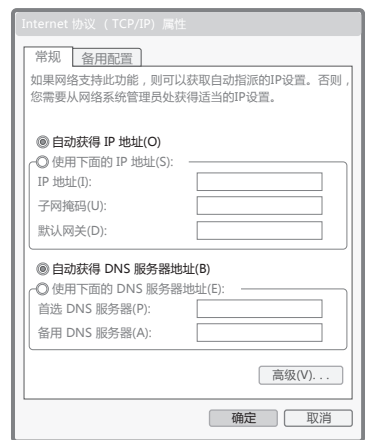 Internet 协议 （ TCP/IP）属性
常规 备用配置
如果网络支持此功能，则可以获取自动指派的IP设置。否则，
您需要从网络系统管理员处获得适当的IP设置。
自动获得 IP 地址(O)
使用下面的 IP 地址(S):
IP 地址(I):
子网掩码(U):
默认网关(D):
自动获得 DNS 服务器地址(B)
使用下面的 DNS 服务器地址(E):
首选 DNS 服务器(P):
备用 DNS 服务器(A):
高级(V). . .
确定 取消